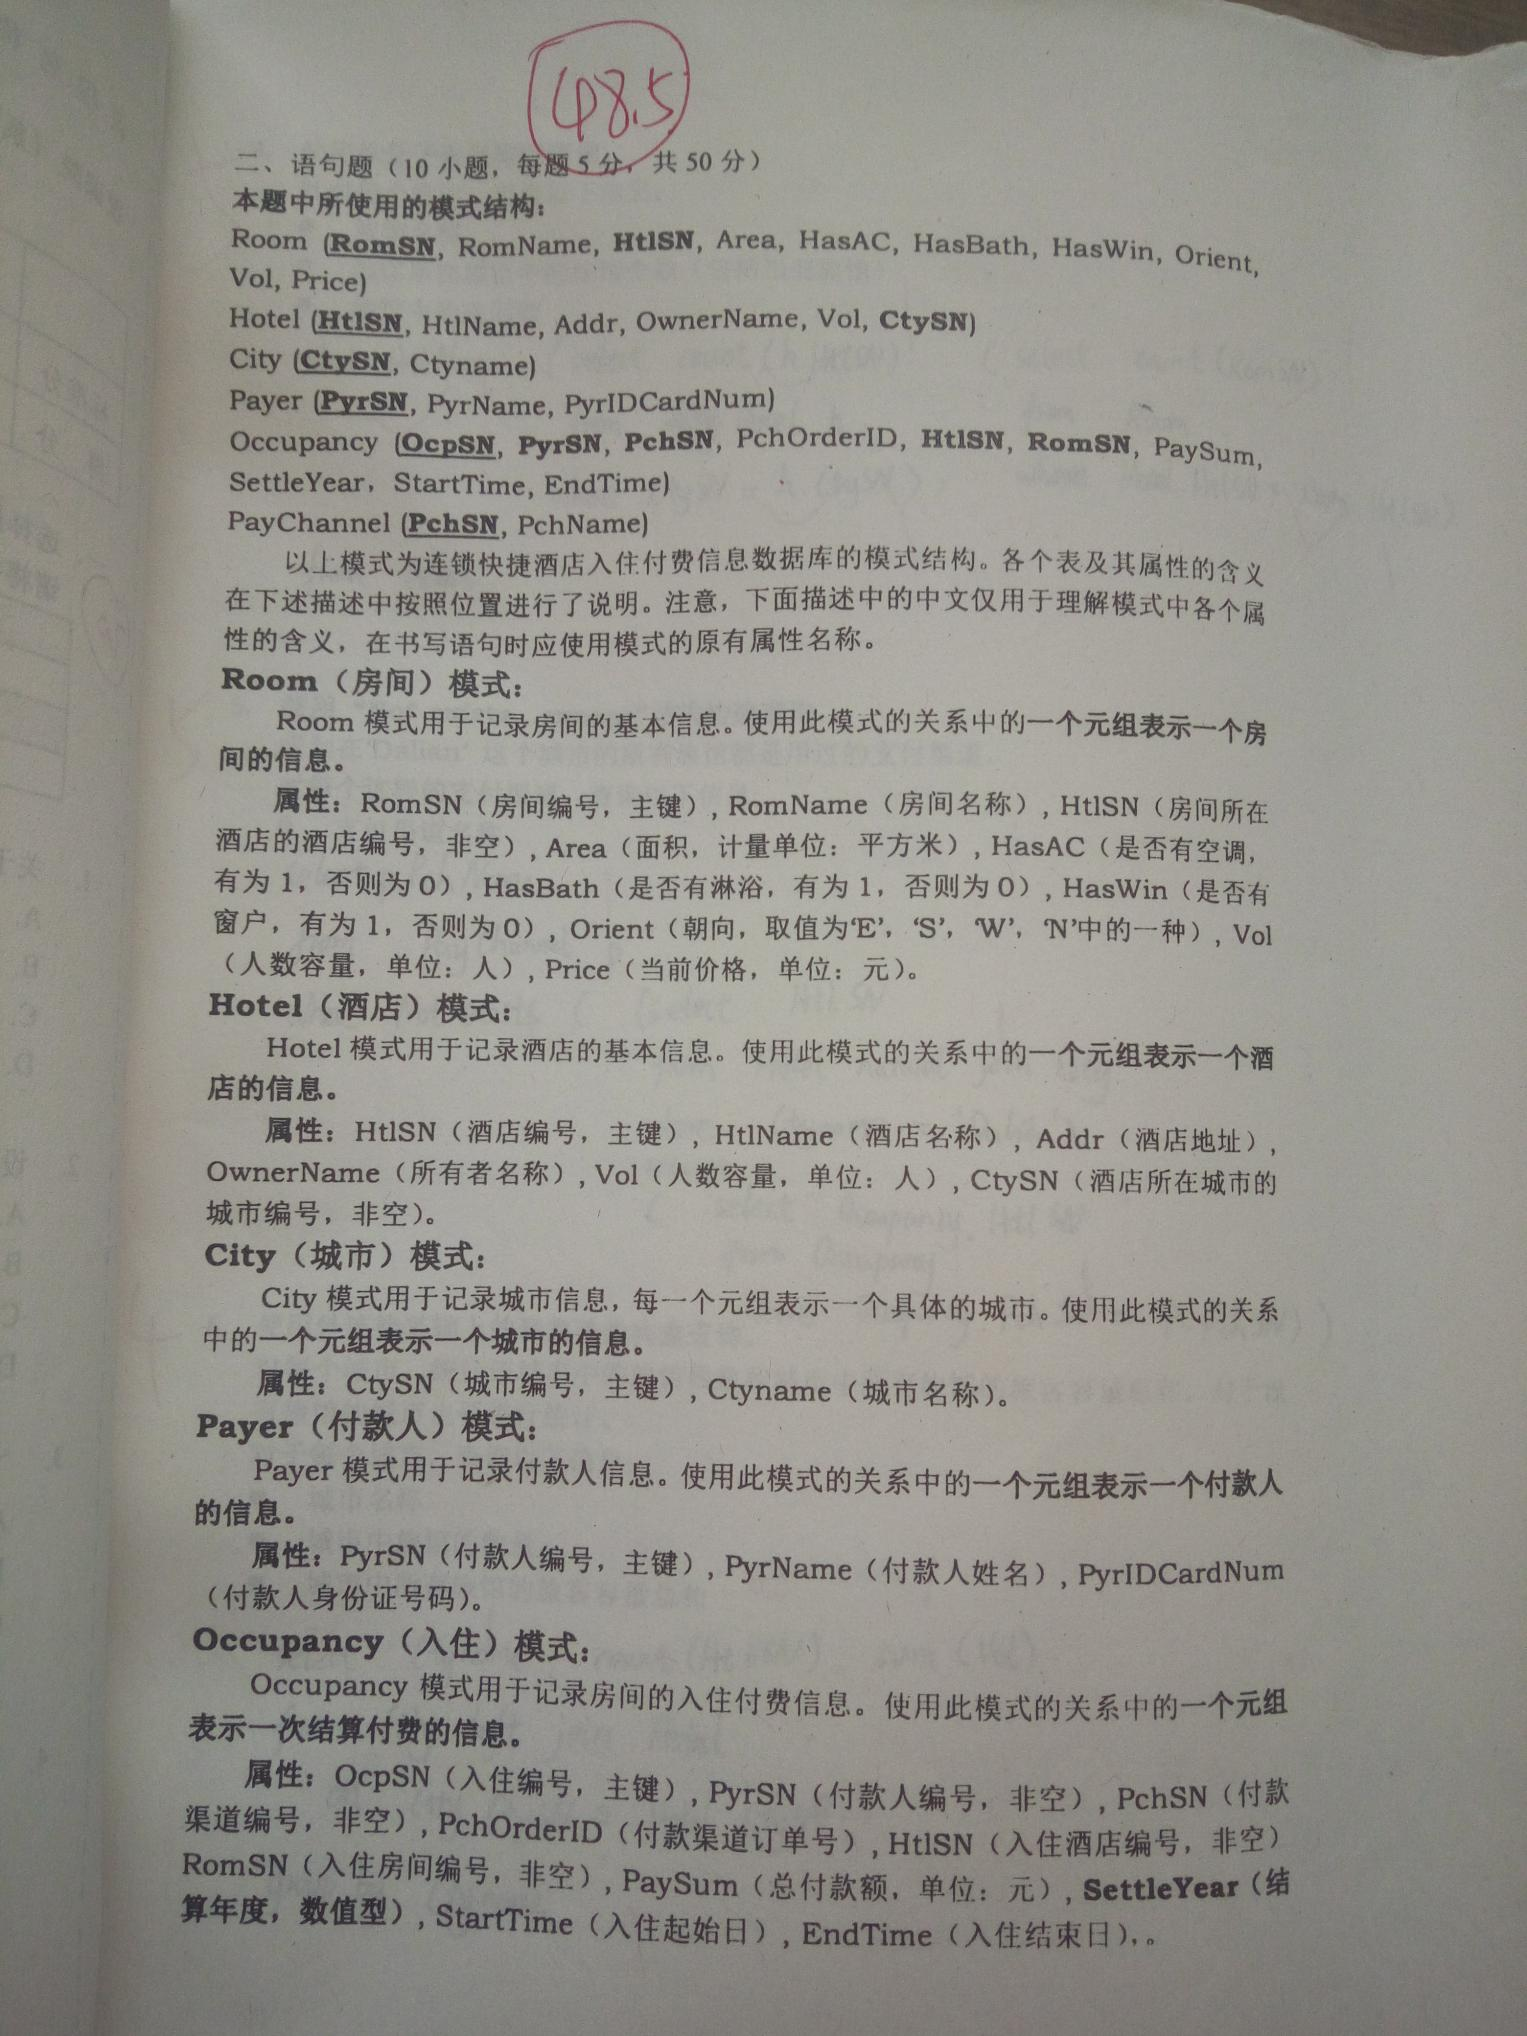 48.5
二、语句题（10 小题，每题 5 分，共 50 分）
本题中所使用的模式结构：
Room (RomSN, RomName, HtlSN, Area, HasAC, HasBath, HasWin, Orient,
Vol, Price)
Hotel (HtlSN, HtlName, Addr, OwnerName, Vol, CtySN)
City (CtySN, Ctyname)
Payer (PyrSN, PyrName, PyrIDCardNum)
Occupancy (OcpSN, PyrSN, PchSN, PchOrderID, HtlSN, RomSN, PaySum,
SettleYear，StartTime, EndTime)
PayChannel (PchSN, PchName)
以上模式为连锁快捷酒店入住付费信息数据库的模式结构。各个表及其属性的含义
在下述描述中按照位置进行了说明。注意，下面描述中的中文仅用于理解模式中各个属
性的含义，在书写语句时应使用模式的原有属性名称。
Room（房间）模式：
Room 模式用于记录房间的基本信息。使用此模式的关系中的一个元组表示一个房
间的信息。
属性：RomSN（房间编号，主键）, RomName（房间名称）, HtlSN（房间所在
酒店的酒店编号，非空）, Area（面积，计量单位：平方米）, HasAC（是否有空调，
有为 1，否则为 0）, HasBath（是否有淋浴，有为 1，否则为 0）, HasWin（是否有
窗户，有为 1，否则为 0）, Orient（朝向，取值为‘E’，‘S’，‘W’，‘N’中的一种）, Vol
（人数容量，单位：人）, Price（当前价格，单位：元）。
Hotel（酒店）模式：
Hotel 模式用于记录酒店的基本信息。使用此模式的关系中的一个元组表示一个酒
店的信息。
属性：HtlSN（酒店编号，主键）, HtlName（酒店名称）, Addr（酒店地址）,
OwnerName（所有者名称）, Vol（人数容量，单位：人）, CtySN（酒店所在城市的
城市编号，非空）。
City（城市）模式：
City 模式用于记录城市信息，每一个元组表示一个具体的城市。使用此模式的关系
中的一个元组表示一个城市的信息。
属性：CtySN（城市编号，主键）, Ctyname（城市名称）。
Payer（付款人）模式：
Payer 模式用于记录付款人信息。使用此模式的关系中的一个元组表示一个付款人
的信息。
属性：PyrSN（付款人编号，主键）, PyrName（付款人姓名）, PyrIDCardNum
（付款人身份证号码）。
Occupancy（入住）模式：
Occupancy 模式用于记录房间的入住付费信息。使用此模式的关系中的一个元组
表示一次结算付费的信息。
属性：OcpSN（入住编号，主键）, PyrSN（付款人编号，非空）, PchSN（付款
渠道编号，非空）, PchOrderID（付款渠道订单号）, HtlSN（入住酒店编号，非空）
RomSN（入住房间编号，非空）, PaySum（总付款额，单位：元）, SettleYear（结
算年度，数值型）, StartTime（入住起始日）, EndTime（入住结束日）, 。